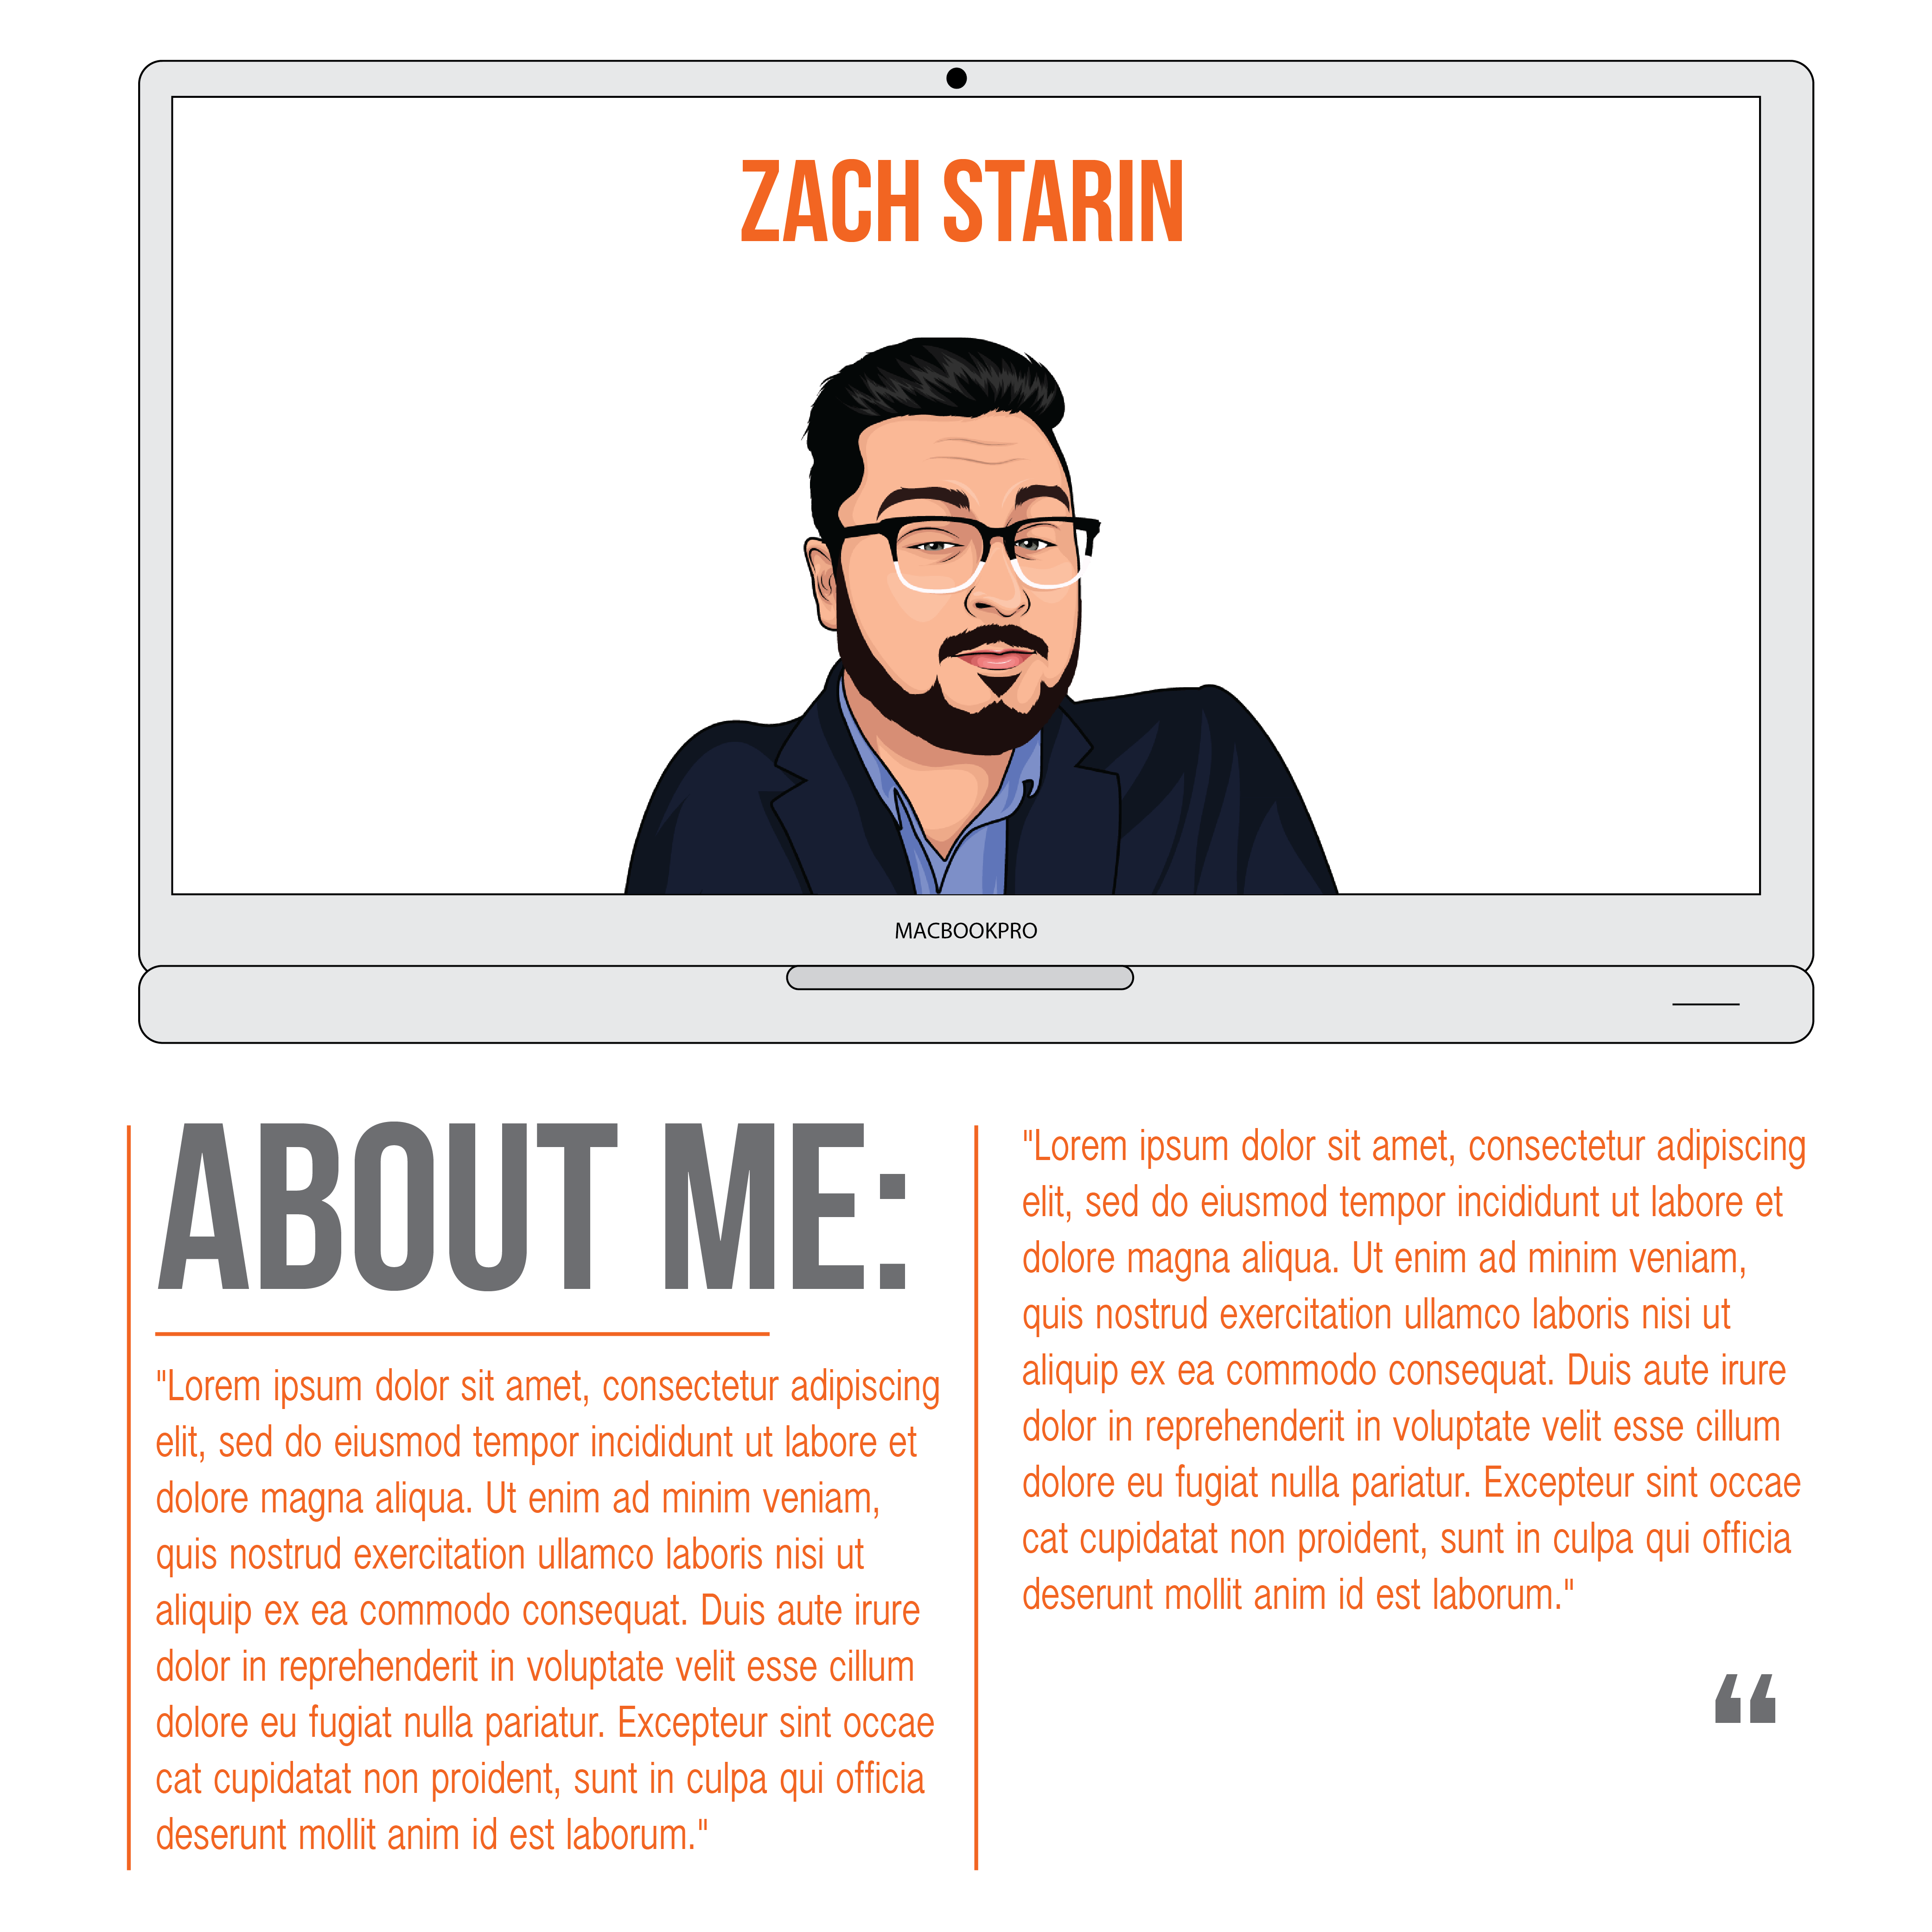 ZACH STARIN
MACBOOKPRO
ABOUT ME:
"Lorem ipsum dolor sit amet, consectetur adipiscing
elit, sed do eiusmod tempor incididunt ut labore et
dolore magna aliqua. Ut enim ad minim veniam,
quis nostrud exercitation ullamco laboris nisi ut
aliquip ex ea commodo consequat. Duis aute irure
dolor in reprehenderit in voluptate velit esse cillum
dolore eu fugiat nulla pariatur. Excepteur sint occae
cat cupidatat non proident, sunt in culpa qui officia
deserunt mollit anim id est laborum."
"Lorem ipsum dolor sit amet, consectetur adipiscing
elit, sed do eiusmod tempor incididunt ut labore et
dolore magna aliqua. Ut enim ad minim veniam,
quis nostrud exercitation ullamco laboris nisi ut
aliquip ex ea commodo consequat. Duis aute irure
dolor in reprehenderit in voluptate velit esse cillum
dolore eu fugiat nulla pariatur. Excepteur sint occae
cat cupidatat non proident, sunt in culpa qui officia
deserunt mollit anim id est laborum."
“